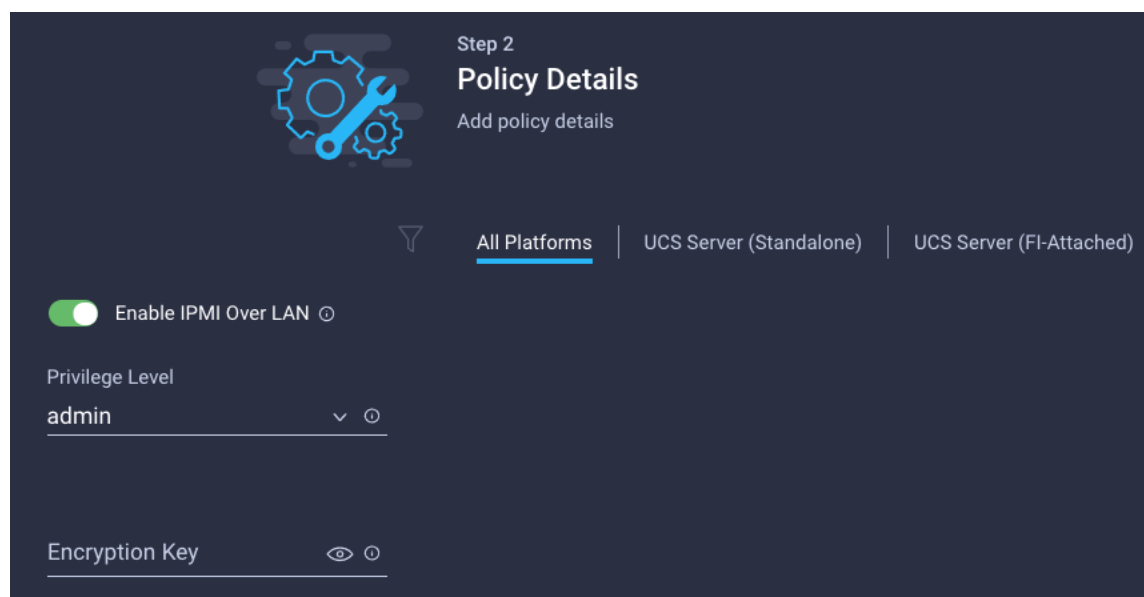 Step 2
Policy Details
Add policy details
All Platforms
UCS Server (Standalone)
UCS Server (FI-Attached)
Enable IPMI Over LAN
Privilege Level
admin
Encryption Key